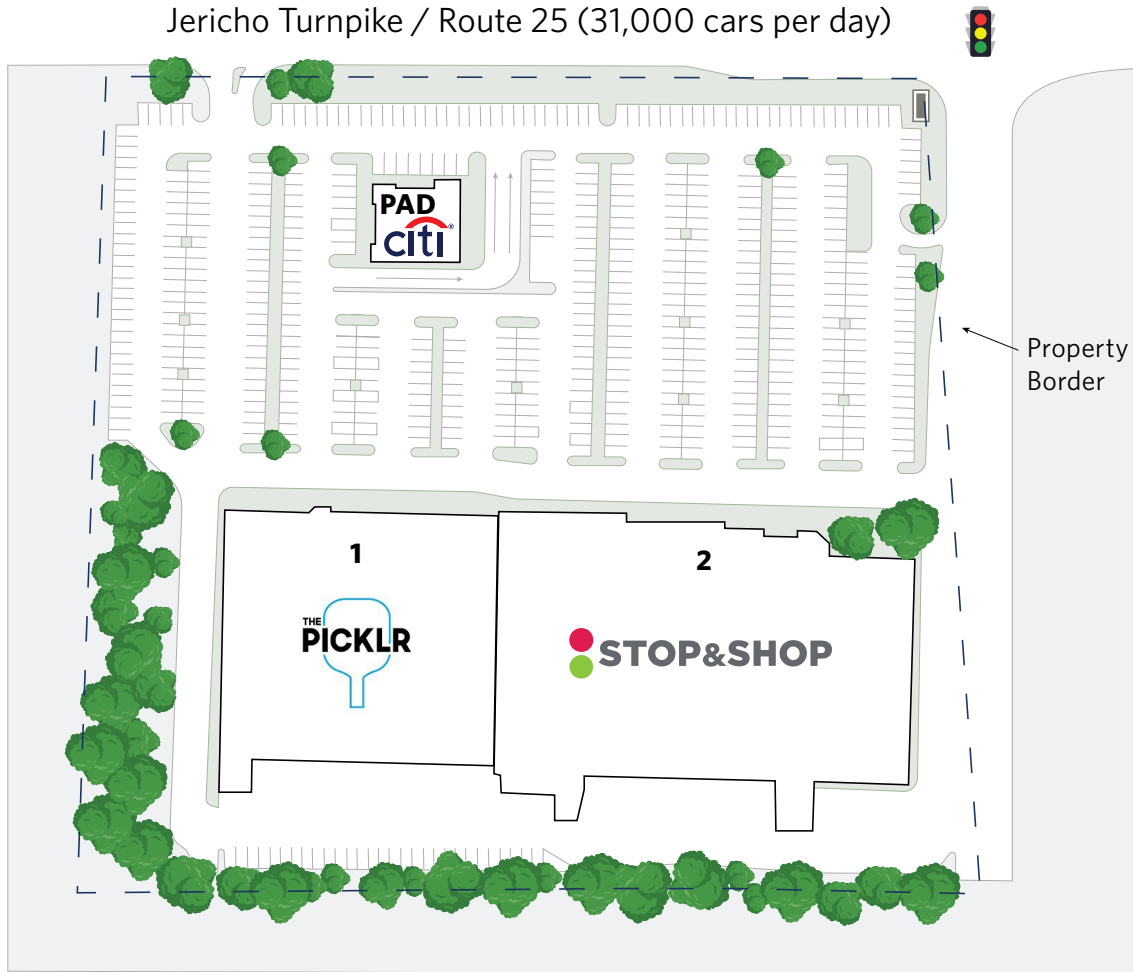 Jericho Turnpike / Route 25 (31,000 cars per day)
PAD
citi®
Property
Border
1
2
THE
PICKLR
STOP&SHOP